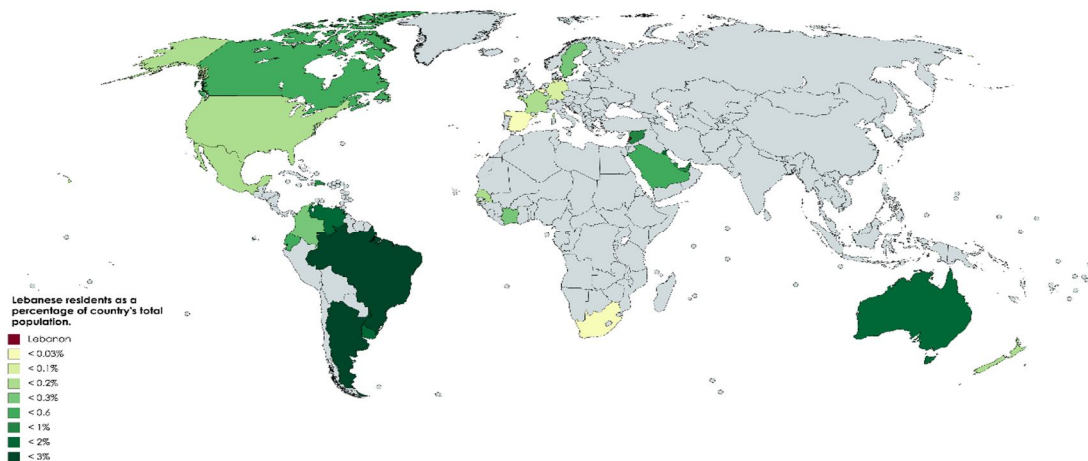 Lebanese residents as a
percentage of country's total
population.
Lebanon
< 0.03%
< 0.1%
< 0.2%
< 0.3%
< 0.6
< 1%
< 2%
< 3%